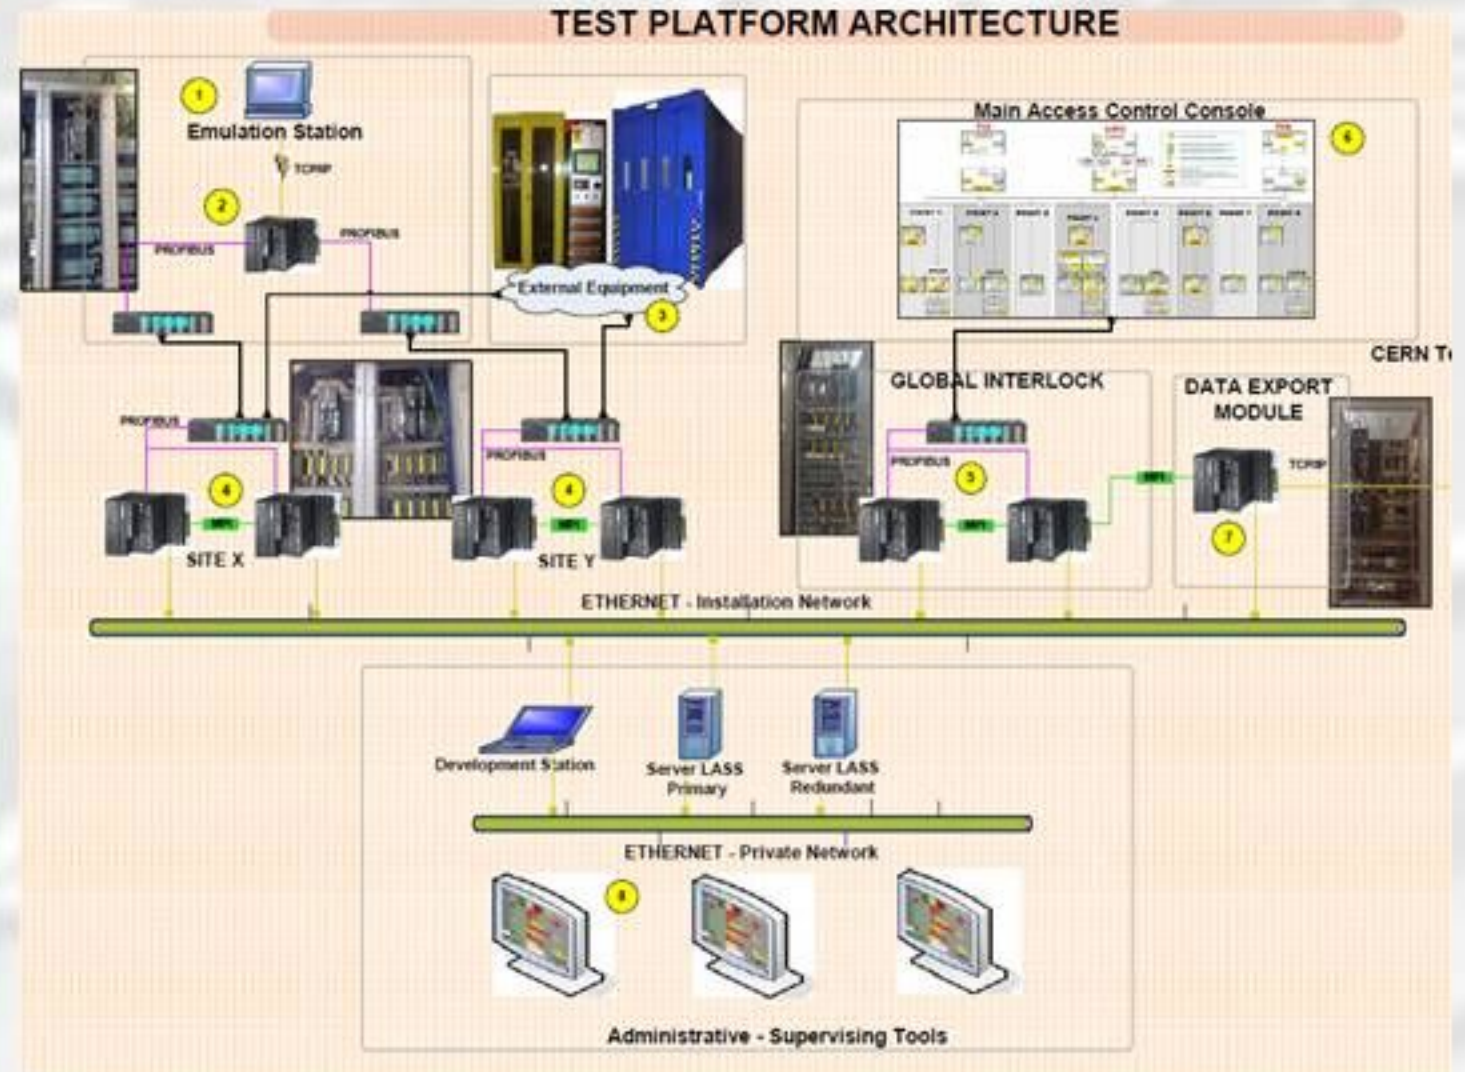 TEST PLATFORM ARCHITECTURE
1
Emulation Station
TCP/IP
2
PROFIBUS
PROFIBUS
External Equipment
3
Main Access Control Console
6
CERN
GLOBAL INTERLOCK
DATA EXPORT
MODULE
PROFIBUS
PROFIBUS
PROFIBUS
TCP/IP
4
4
5
MPI
MPI
MPI
MPI
7
SITE X
SITE Y
ETHERNET - Installation Network
Development Station
Server LASS
Primary
Server LASS
Redundant
ETHERNET - Private Network
8
Administrative - Supervising Tools